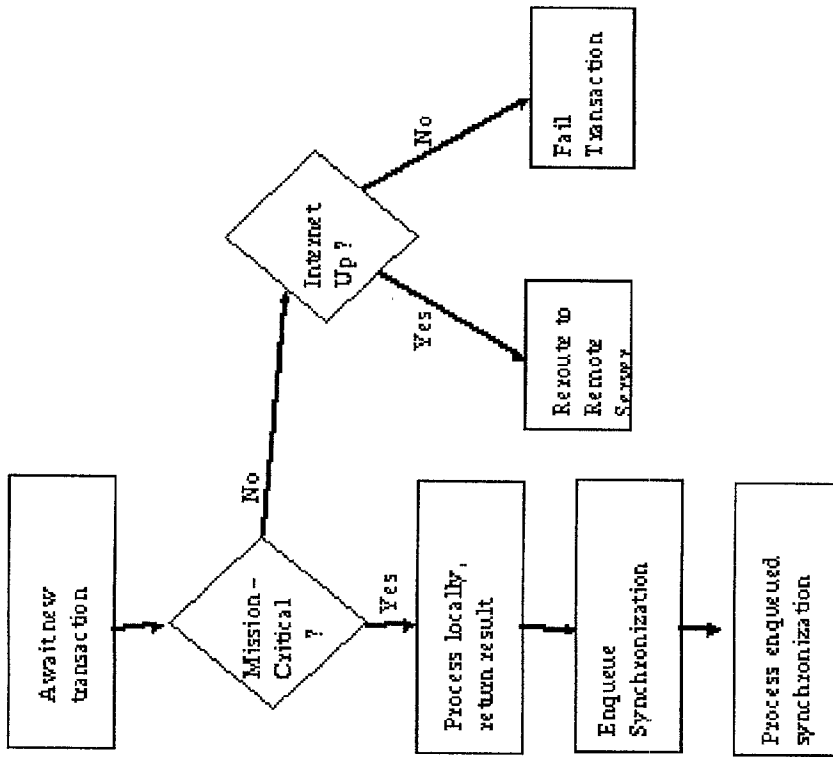 Await new
transaction
Mission -
Critical
?
No
Yes
Internet
Up ?
Yes
No
Process locally,
return result
Reroute to
Remote
Server
Fail
Transaction
Enqueue
Synchronization
Process enqueued
synchronization